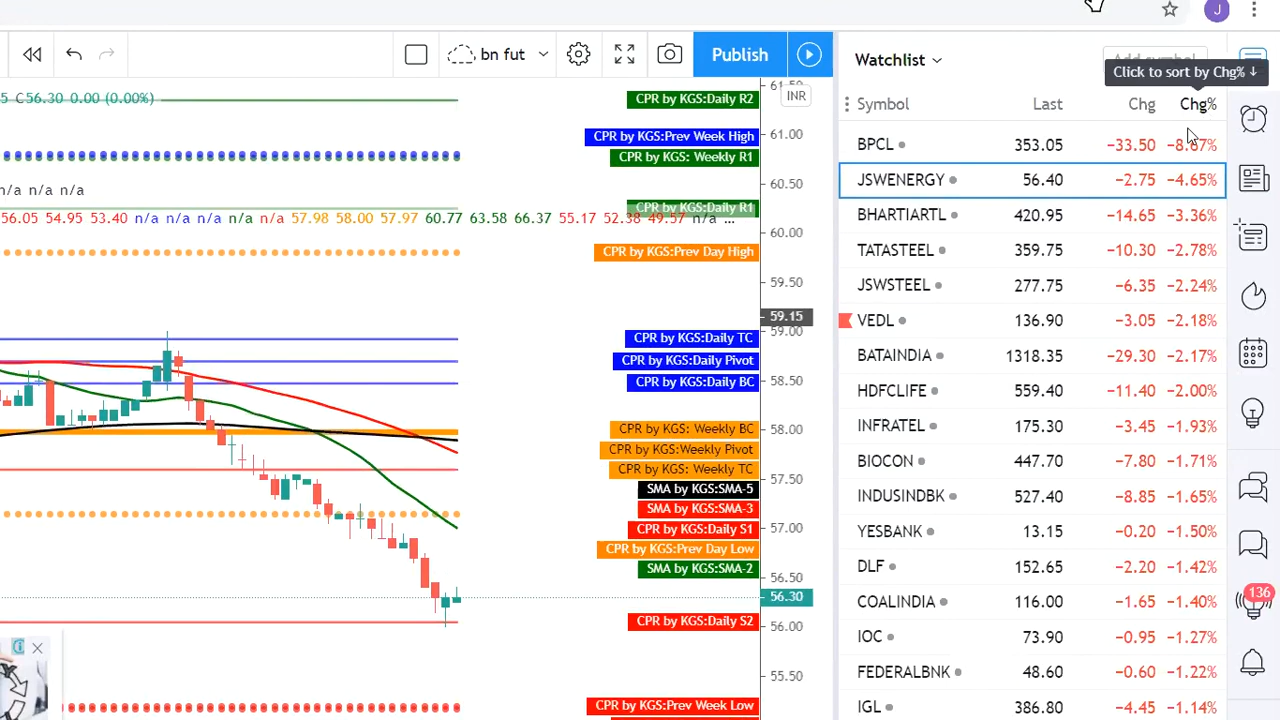 J
bn fut
Publish
Watchlist
Add symbol
Click to sort by Chg% ↓
5 C56.30 0.00 (0.00%)
n/a n/a n/a
56.05 54.95 53.40 n/a n/a n/a n/a n/a 57.98 58.00 57.97 60.77 63.58 66.37 55.17 52.38 49.57 n/a ...
CPR by KGS:Daily R2
CPR by KGS:Prev Week High
CPR by KGS: Weekly R1
CPR by KGS:Daily R1
CPR by KGS:Prev Day High
CPR by KGS:Daily TC
CPR by KGS:Daily Pivot
CPR by KGS:Daily BC
CPR by KGS: Weekly BC
CPR by KGS:Weekly Pivot
CPR by KGS: Weekly TC
SMA by KGS:SMA-5
SMA by KGS:SMA-3
CPR by KGS:Daily S1
CPR by KGS:Prev Day Low
SMA by KGS:SMA-2
CPR by KGS:Daily S2
CPR by KGS:Prev Week Low
61.50
INR
61.00
60.50
60.00
59.50
59.15
59.00
58.50
58.00
57.50
57.00
56.50
56.30
56.00
55.50
Symbol Last Chg Chg%
BPCL 353.05 −33.50
JSWENERGY 56.40 −2.75 −4.65%
BHARTIARTL 420.95 −14.65 −3.36%
TATASTEEL 359.75 −10.30 −2.78%
JSWSTEEL 277.75 −6.35 −2.24%
VEDL 136.90 −3.05 −2.18%
BATAINDIA 1318.35 −29.30 −2.17%
HDFCLIFE 559.40 −11.40 −2.00%
INFRATEL 175.30 −3.45 −1.93%
BIOCON 447.70 −7.80 −1.71%
INDUSINDBK 527.40 −8.85 −1.65%
YESBANK 13.15 −0.20 −1.50%
DLF 152.65 −2.20 −1.42%
COALINDIA 116.00 −1.65 −1.40%
IOC 73.90 −0.95 −1.27%
FEDERALBNK 48.60 −0.60 −1.22%
IGL 386.80 −4.45 −1.14%
136